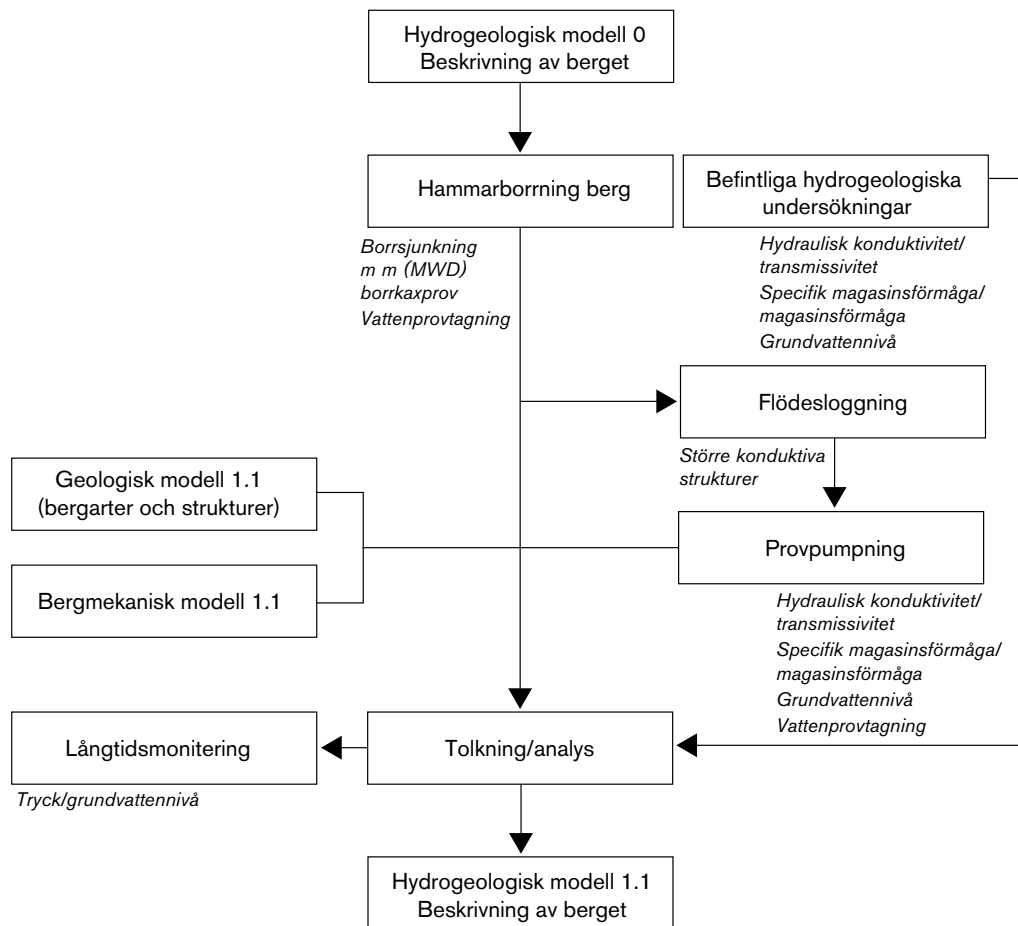 Hydrogeologisk modell 0
Beskrivning av berget
Hammarborrning berg
Borrsjunkning
m m (MWD)
borrkaxprov
Vattenprovtagning
Befintliga hydrogeologiska
undersökningar
Hydraulisk konduktivitet/
transmissivitet
Specifik magasinsförmåga/
magasinsförmåga
Grundvattennivå
Flödesloggning
Större konduktiva
strukturer
Geologisk modell 1.1
(bergarter och strukturer)
Bergmekanisk modell 1.1
Provpumpning
Hydraulisk konduktivitet/
transmissivitet
Specifik magasinsförmåga/
magasinsförmåga
Grundvattennivå
Vattenprovtagning
Långtidsmonitering
Tryck/grundvattennivå
Tolkning/analys
Hydrogeologisk modell 1.1
Beskrivning av berget